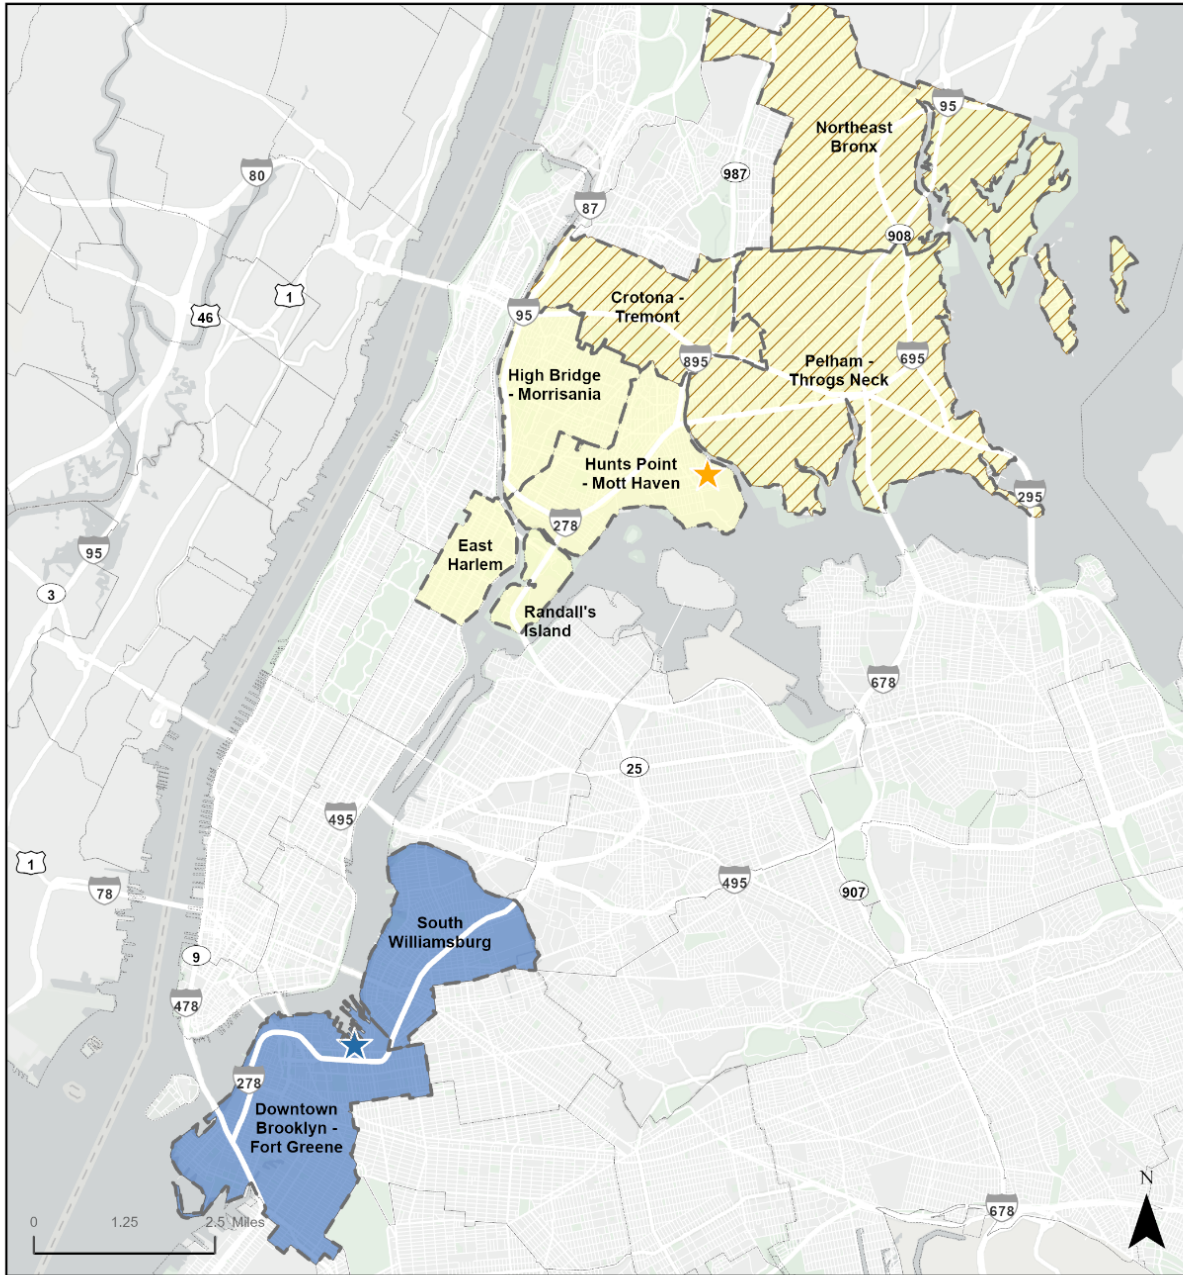 Northeast
Bronx
95
80
987
87
908
1
46
Crotona -
Tremont
95
895
695
Pelham -
Throgs Neck
High Bridge
- Morrisania
Hunts Point
- Mott Haven
295
278
95
East
Harlem
3
Randall's
Island
678
25
495
1
78
495
907
South
Williamsburg
9
478
278
Downtown
Brooklyn -
Fort Greene
N
678
0 1.25 2.5 Miles